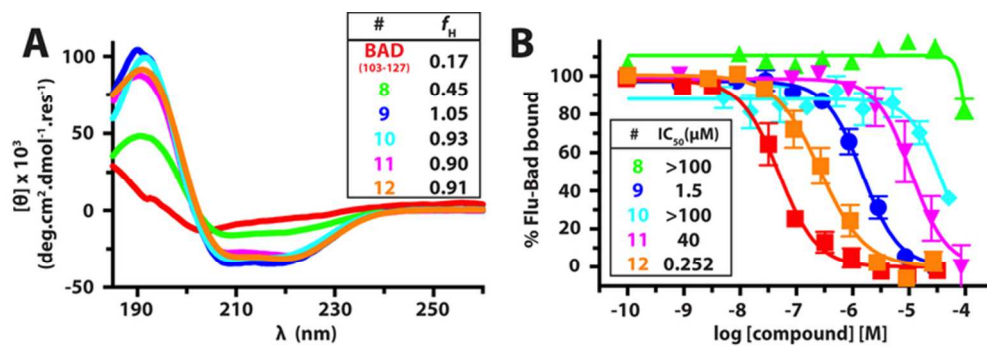 A
# fH
BAD (103-127) 0.17
8 0.45
9 1.05
10 0.93
11 0.90
12 0.91
[θ] x 10³
(deg.cm².dmol⁻¹.res⁻¹)
100
50
0
-50
190 210 230 250
λ (nm)
B
% Flu-Bad bound
100
80
60
40
20
0
# IC50(μM)
8 >100
9 1.5
10 >100
11 40
12 0.252
-10 -9 -8 -7 -6 -5 -4
log [compound] [M]